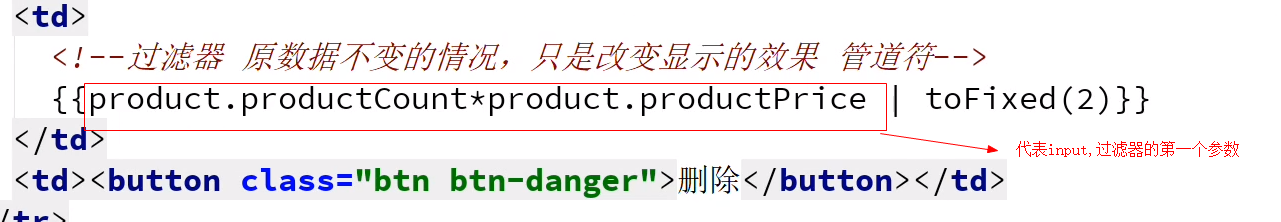 <td>
<!--过滤器 原数据不变的情况，只是改变显示的效果 管道符-->
{{product.productCount*product.productPrice | toFixed(2)}}
代表input,过滤器的第一个参数
</td>
<td><button class="btn btn-danger">删除</button></td>
/tr>